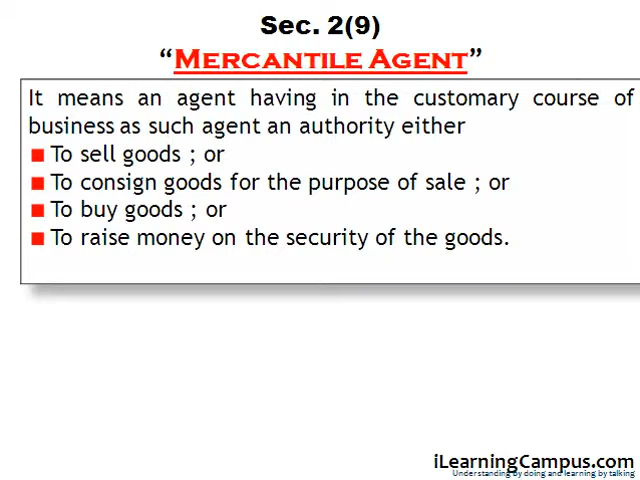 Sec. 2(9)
“MERCANTILE AGENT”
It means an agent having in the customary course of
business as such agent an authority either
■ To sell goods ; or
■ To consign goods for the purpose of sale ; or
■ To buy goods ; or
■ To raise money on the security of the goods.
iLearningCampus.com
Understanding by doing and learning by talking